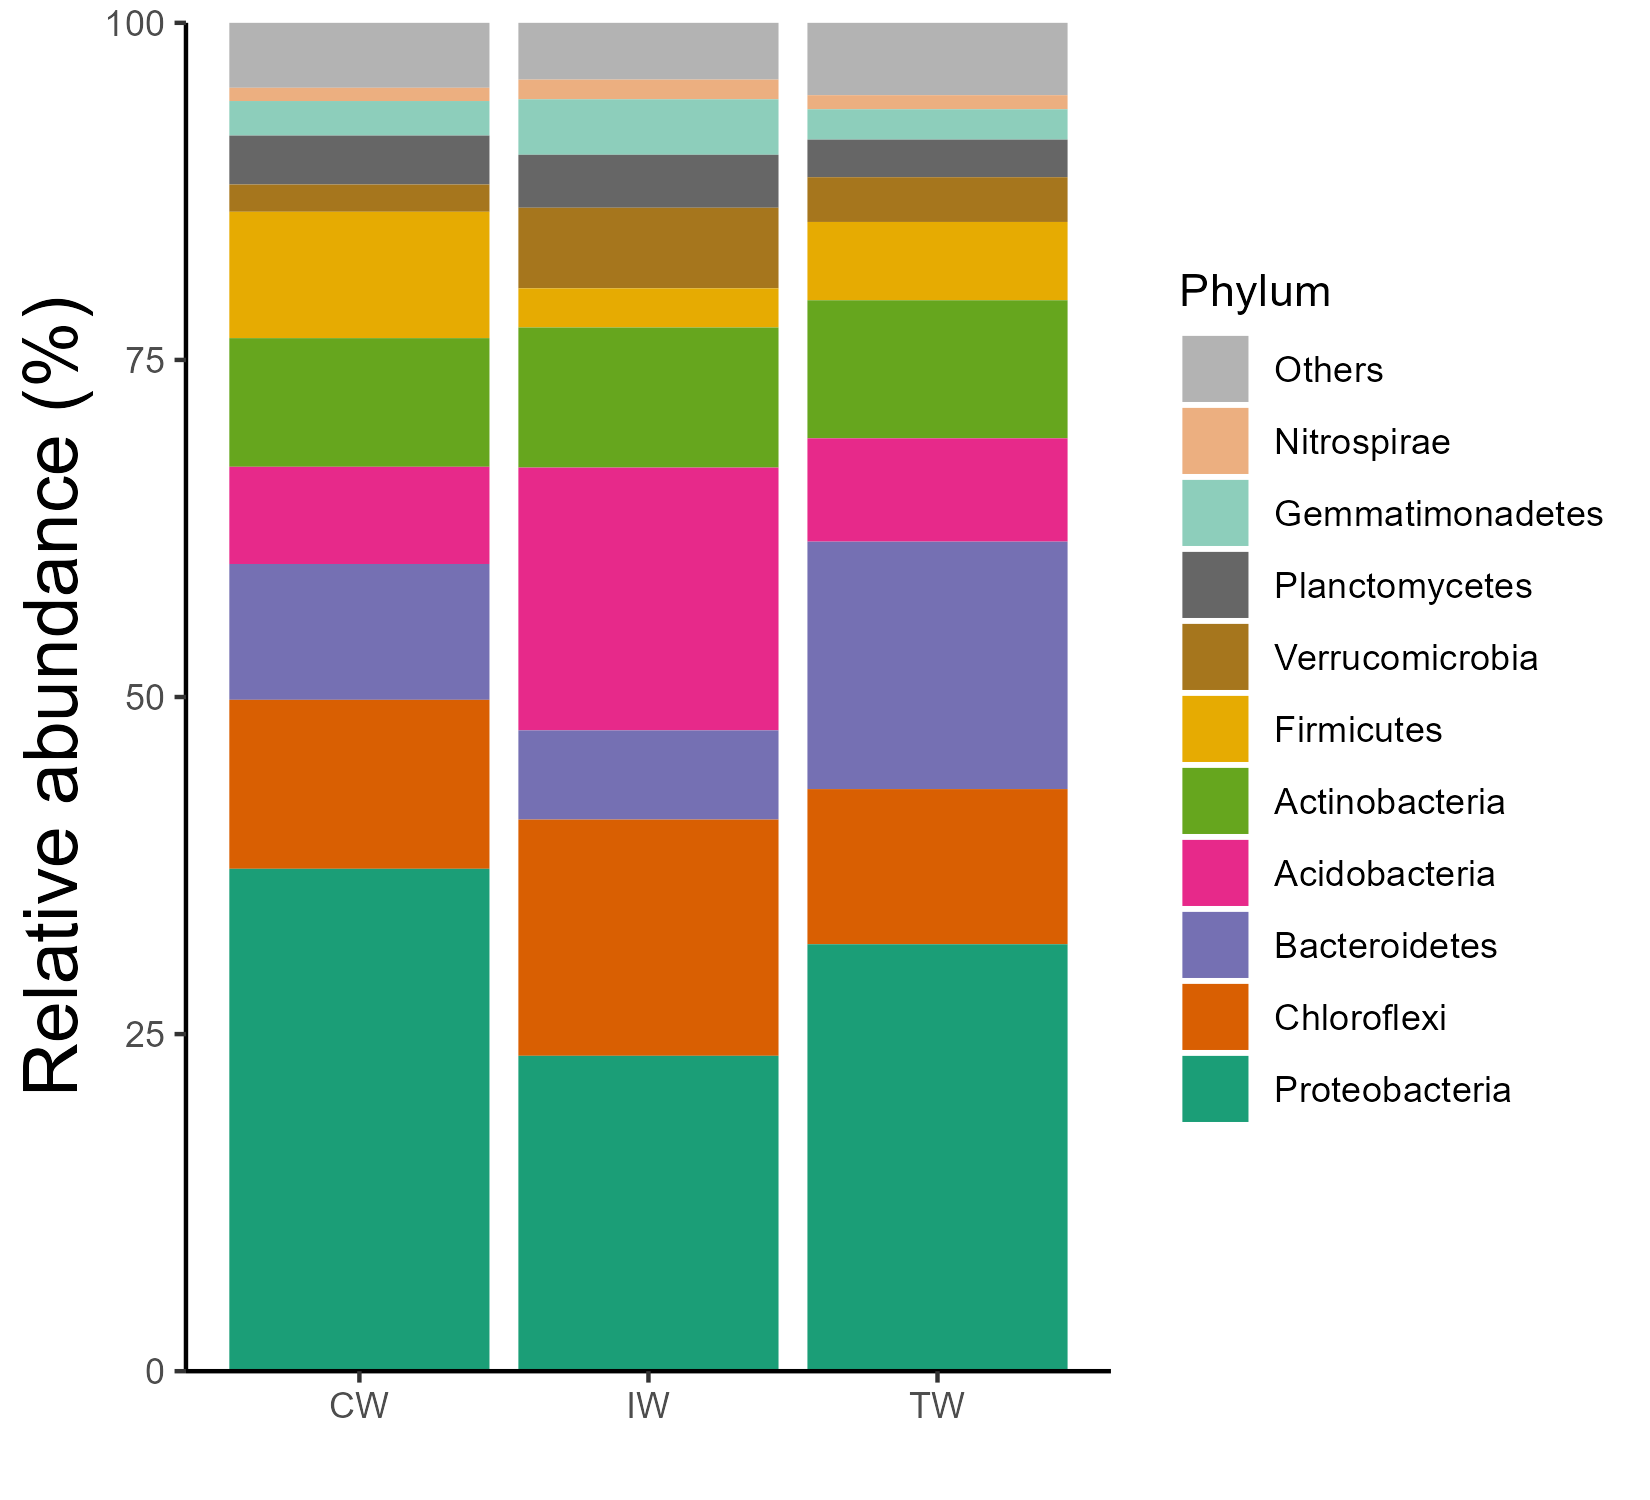 Relative abundance (%)
100
75
50
25
0
CW
IW
TW
Phylum
Others
Nitrospirae
Gemmatimonadetes
Planctomycetes
Verrucomicrobia
Firmicutes
Actinobacteria
Acidobacteria
Bacteroidetes
Chloroflexi
Proteobacteria